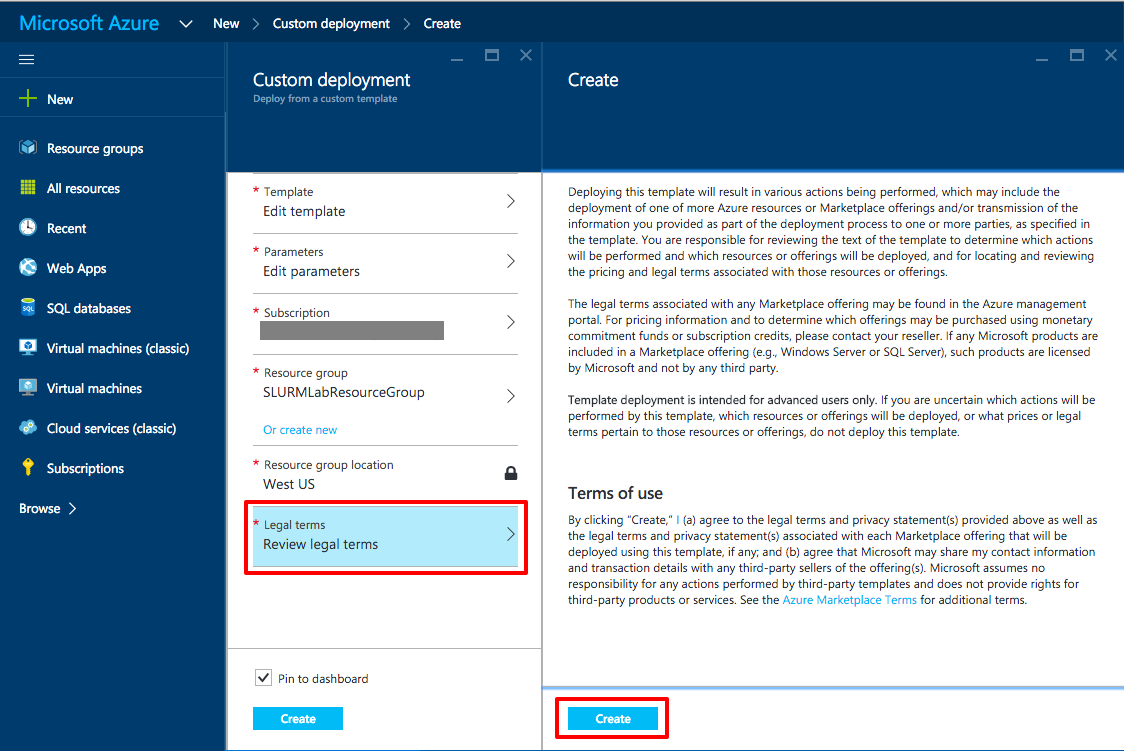 Microsoft Azure
New
Custom deployment
Create
New
Resource groups
All resources
Recent
Web Apps
SQL
SQL databases
Virtual machines (classic)
Virtual machines
Cloud services (classic)
Subscriptions
Browse
Custom deployment
Deploy from a custom template
* Template
Edit template
* Parameters
Edit parameters
* Subscription
* Resource group
SLURMLabResourceGroup
Or create new
* Resource group location
West US
* Legal terms
Review legal terms
Pin to dashboard
Create
Create
Deploying this template will result in various actions being performed, which may include the
deployment of one of more Azure resources or Marketplace offerings and/or transmission of the
information you provided as part of the deployment process to one or more parties, as specified in
the template. You are responsible for reviewing the text of the template to determine which actions
will be performed and which resources or offerings will be deployed, and for locating and reviewing
the pricing and legal terms associated with those resources or offerings.
The legal terms associated with any Marketplace offering may be found in the Azure management
portal. For pricing information and to determine which offerings may be purchased using monetary
commitment funds or subscription credits, please contact your reseller. If any Microsoft products are
included in a Marketplace offering (e.g., Windows Server or SQL Server), such products are licensed
by Microsoft and not by any third party.
Template deployment is intended for advanced users only. If you are uncertain which actions will be
performed by this template, which resources or offerings will be deployed, or what prices or legal
terms pertain to those resources or offerings, do not deploy this template.
Terms of use
By clicking “Create,” I (a) agree to the legal terms and privacy statement(s) provided above as well as
the legal terms and privacy statement(s) associated with each Marketplace offering that will be
deployed using this template, if any; and (b) agree that Microsoft may share my contact information
and transaction details with any third-party sellers of the offering(s). Microsoft assumes no
responsibility for any actions performed by third-party templates and does not provide rights for
third-party products or services. See the Azure Marketplace Terms for additional terms.
Create